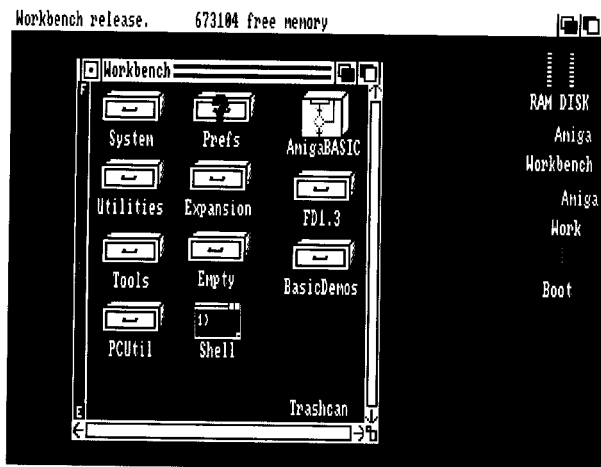 Workbench release. 673104 free memory
Workbench
F
System Prefs AmigaBASIC
Utilities Expansion FD1.3
Tools Empty BasicDemos
1)
PCUtil Shell
Trashcan
E
RAM DISK
Amiga
Workbench
Amiga
Work
Boot